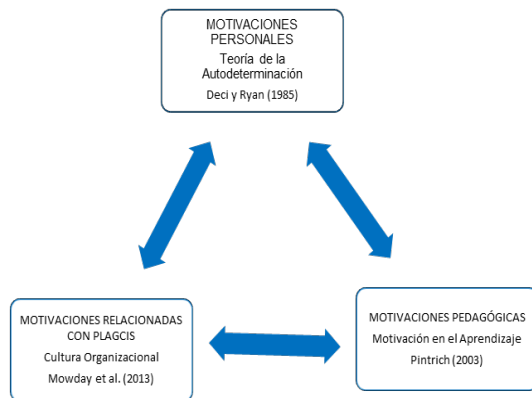 MOTIVACIONES
PERSONALES
Teoría de la
Autodeterminación
Deci y Ryan (1985)
MOTIVACIONES RELACIONADAS
CON PLAGCIS
Cultura Organizacional
Mowday et al. (2013)
MOTIVACIONES PEDAGÓGICAS
Motivación en el Aprendizaje
Pintrich (2003)